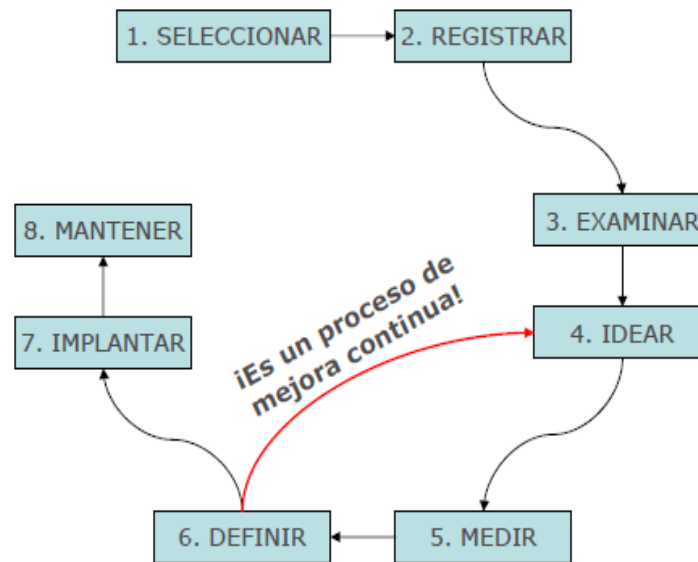 1. SELECCIONAR
2. REGISTRAR
3. EXAMINAR
4. IDEAR
5. MEDIR
6. DEFINIR
7. IMPLANTAR
8. MANTENER
¡Es un proceso de
mejora continua!